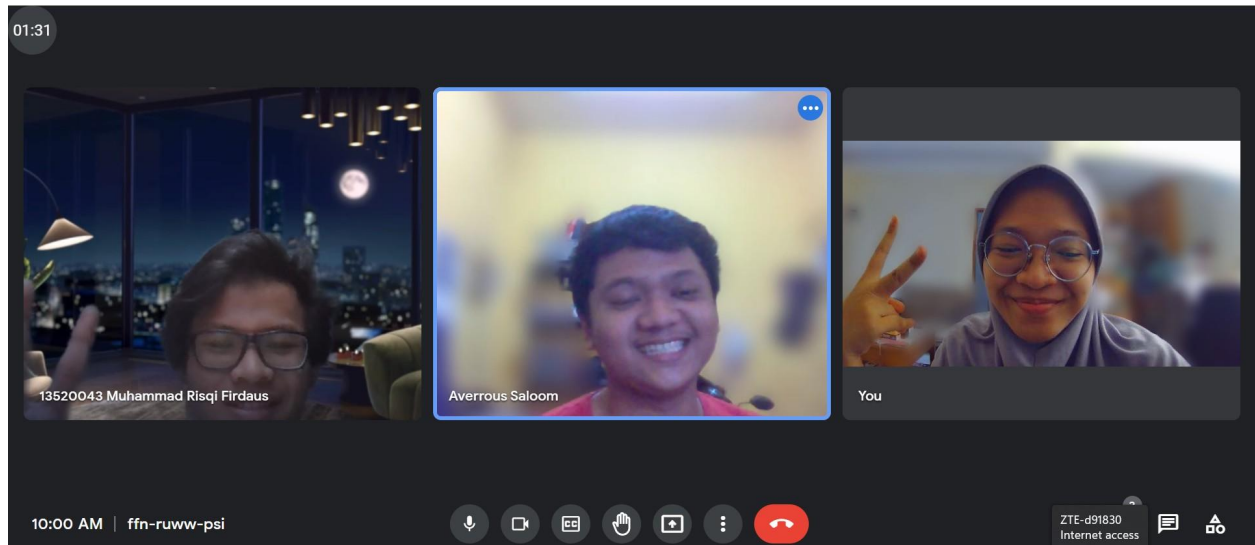 01:31
13520043 Muhammad Risqi Firdaus
Averrous Saloom
You
10:00 AM | ffn-ruww-psi
CC
ZTE-d91830
Internet access